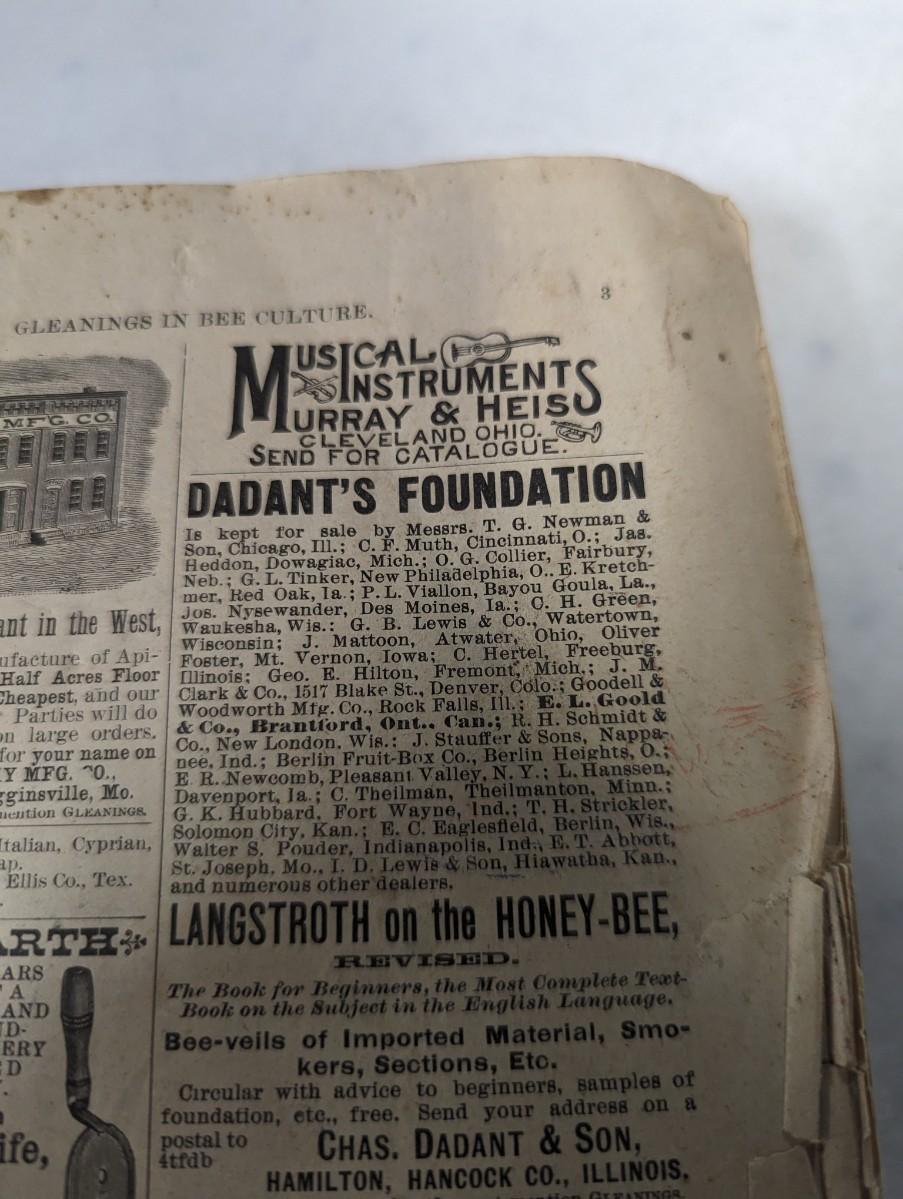 GLEANINGS IN BEE CULTURE.
3
MF'G. CO.
ant in the West,
ufacture of Api-
Half Acres Floor
Cheapest, and our
Parties will do
on large orders.
for your name on
Y MFG. CO.,
gginsville, Mo.
mention GLEANINGS.
Italian, Cyprian,
ap.
Ellis Co., Tex.
ARTH
ARS
A
AND
ND-
ERY
ED
ife,
MUSICAL
INSTRUMENTS
MURRAY & HEISS
CLEVELAND OHIO.
SEND FOR CATALOGUE.
DADANT'S FOUNDATION
Is kept for sale by Messrs. T. G. Newman &
Son, Chicago, Ill.; C. F. Muth, Cincinnati, O.; Jas.
Heddon, Dowagiac, Mich.; O. G. Collier, Fairbury,
Neb.; G. L. Tinker, New Philadelphia, O., E. Kretch-
mer, Red Oak, Ia.; P. L. Viallon, Bayou Goula, La.,
Jos. Nysewander, Des Moines, Ia.; C. H. Green,
Waukesha, Wis.: G. B. Lewis & Co., Watertown,
Wisconsin; J. Mattoon, Atwater, Ohio, Oliver
Foster, Mt. Vernon, Iowa; C. Hertel, Freeburg,
Illinois; Geo. E. Hilton, Fremont, Mich.; J. M.
Clark & Co., 1517 Blake St., Denver, Colo.; Goodell &
Woodworth Mfg. Co., Rock Falls, Ill.; E. L. Goold
& Co., Brantford, Ont., Can.; R. H. Schmidt &
Co., New London, Wis.; J. Stauffer & Sons, Nappa-
nee, Ind.; Berlin Fruit-Box Co., Berlin Heights, O.;
E. R. Newcomb, Pleasant Valley, N. Y.; L. Hanssen,
Davenport, Ia.; C. Theilman, Theilmanton, Minn.;
G. K. Hubbard, Fort Wayne, Ind.; T. H. Strickler,
Solomon City, Kan.; E. C. Eaglesfield, Berlin, Wis.,
Walter S. Pouder, Indianapolis, Ind., E. T. Abbott,
St. Joseph, Mo., I. D. Lewis & Son, Hiawatha, Kan.,
and numerous other dealers.
LANGSTROTH on the HONEY-BEE,
REVISED.
The Book for Beginners, the Most Complete Text-
Book on the Subject in the English Language.
Bee-veils of Imported Material, Smo-
kers, Sections, Etc.
Circular with advice to beginners, samples of
foundation, etc., free. Send your address on a
postal to
4tfdb
CHAS. DADANT & SON,
HAMILTON, HANCOCK CO., ILLINOIS.
mention GLEANINGS.